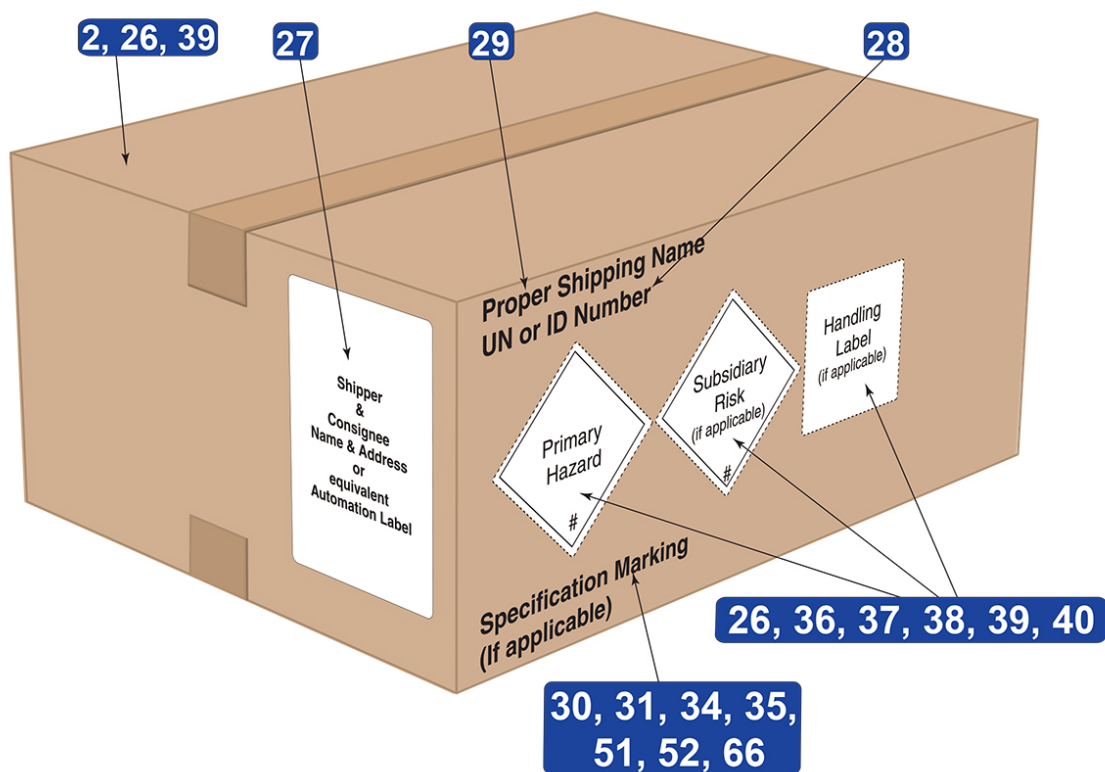 2, 26, 39
27
29
28
Proper Shipping Name
UN or ID Number
Shipper
&
Consignee
Name & Address
or
equivalent
Automation Label
Primary
Hazard
#
Subsidiary
Risk
(if applicable)
#
Handling
Label
(if applicable)
Specification Marking
(If applicable)
26, 36, 37, 38, 39, 40
30, 31, 34, 35,
51, 52, 66